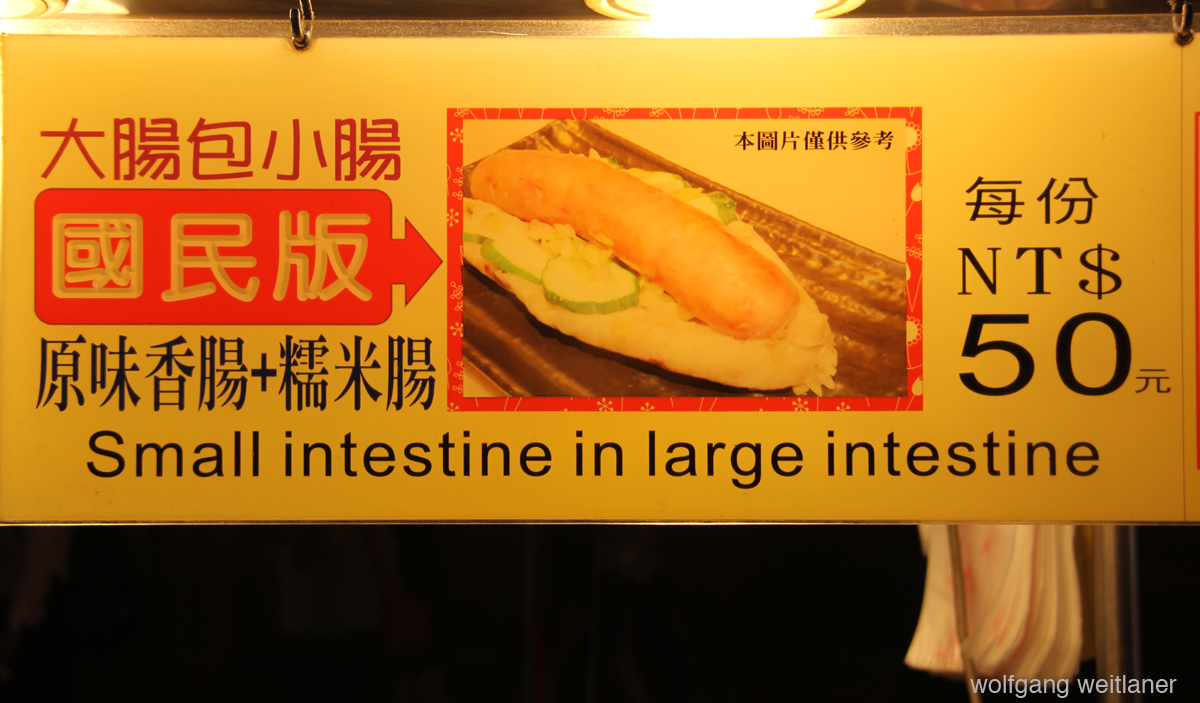 大腸包小腸
國民版
原味香腸+糯米腸
本圖片僅供參考
每份
NT$
50元
Small intestine in large intestine
wolfgang weitlaner